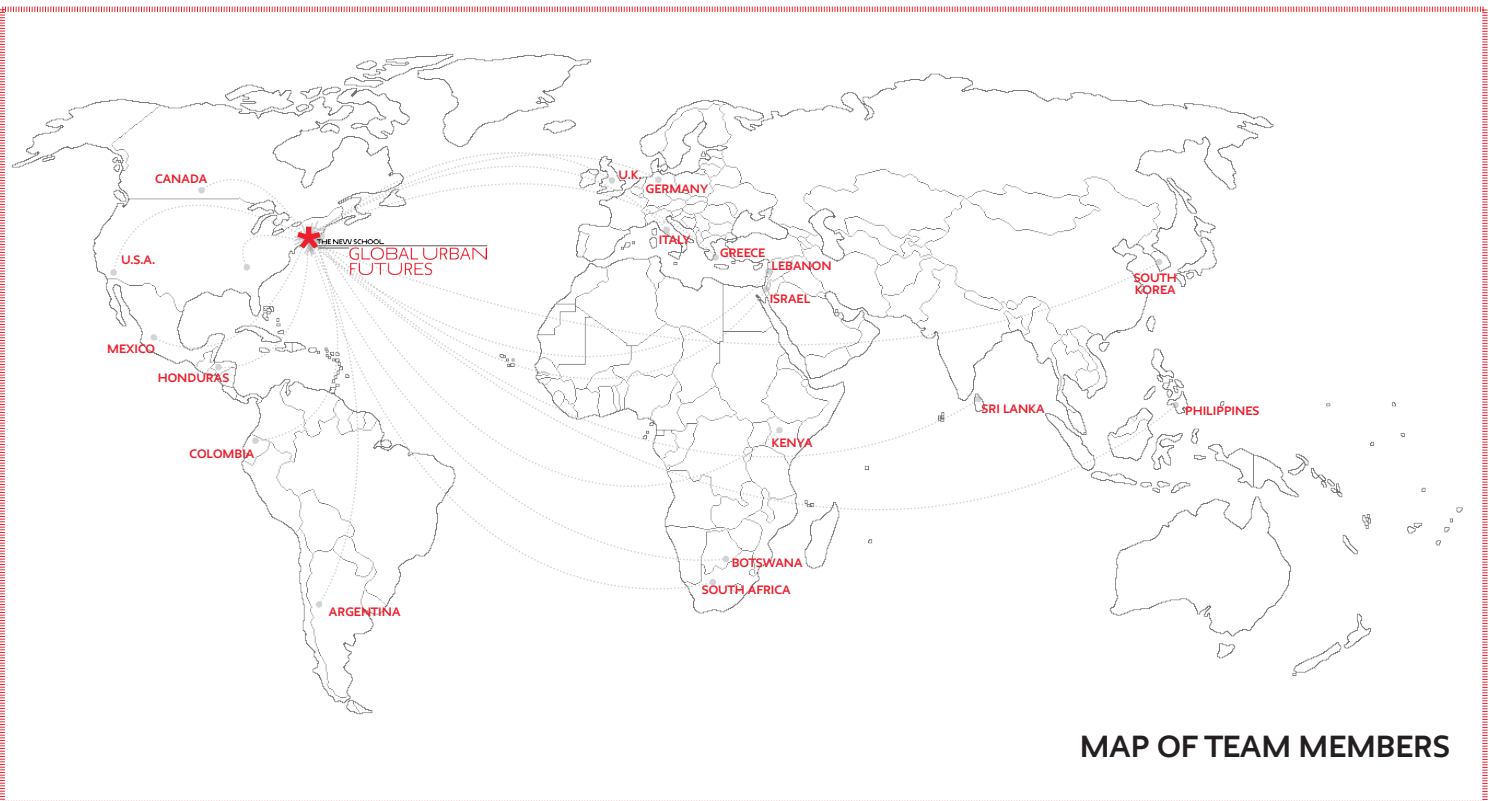 CANADA
U.K.
GERMANY
THE NEW SCHOOL
ITALY
GLOBAL URBAN
FUTURES
GREECE
U.S.A.
LEBANON
SOUTH
KOREA
ISRAEL
MEXICO
HONDURAS
SRI LANKA
PHILIPPINES
KENYA
COLOMBIA
BOTSWANA
SOUTH AFRICA
ARGENTINA
MAP OF TEAM MEMBERS